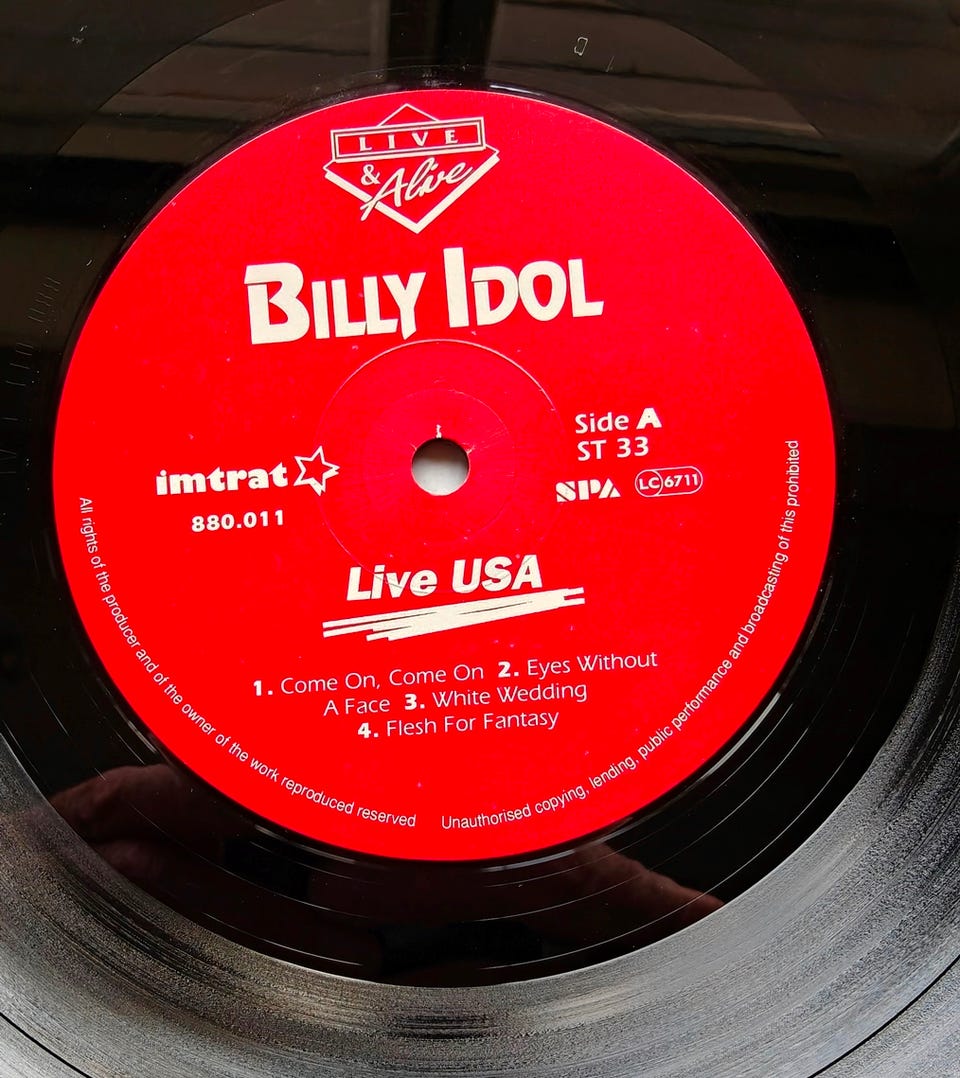 LIVE
& Alive
BILLY IDOL
Side A
ST 33
imtrat
SPA LC 6711
880.011
Live USA
1. Come On, Come On 2. Eyes Without
A Face 3. White Wedding
4. Flesh For Fantasy
All rights of the producer and of the owner of the work reproduced reserved
Unauthorised copying, lending, public performance and broadcasting of this prohibited